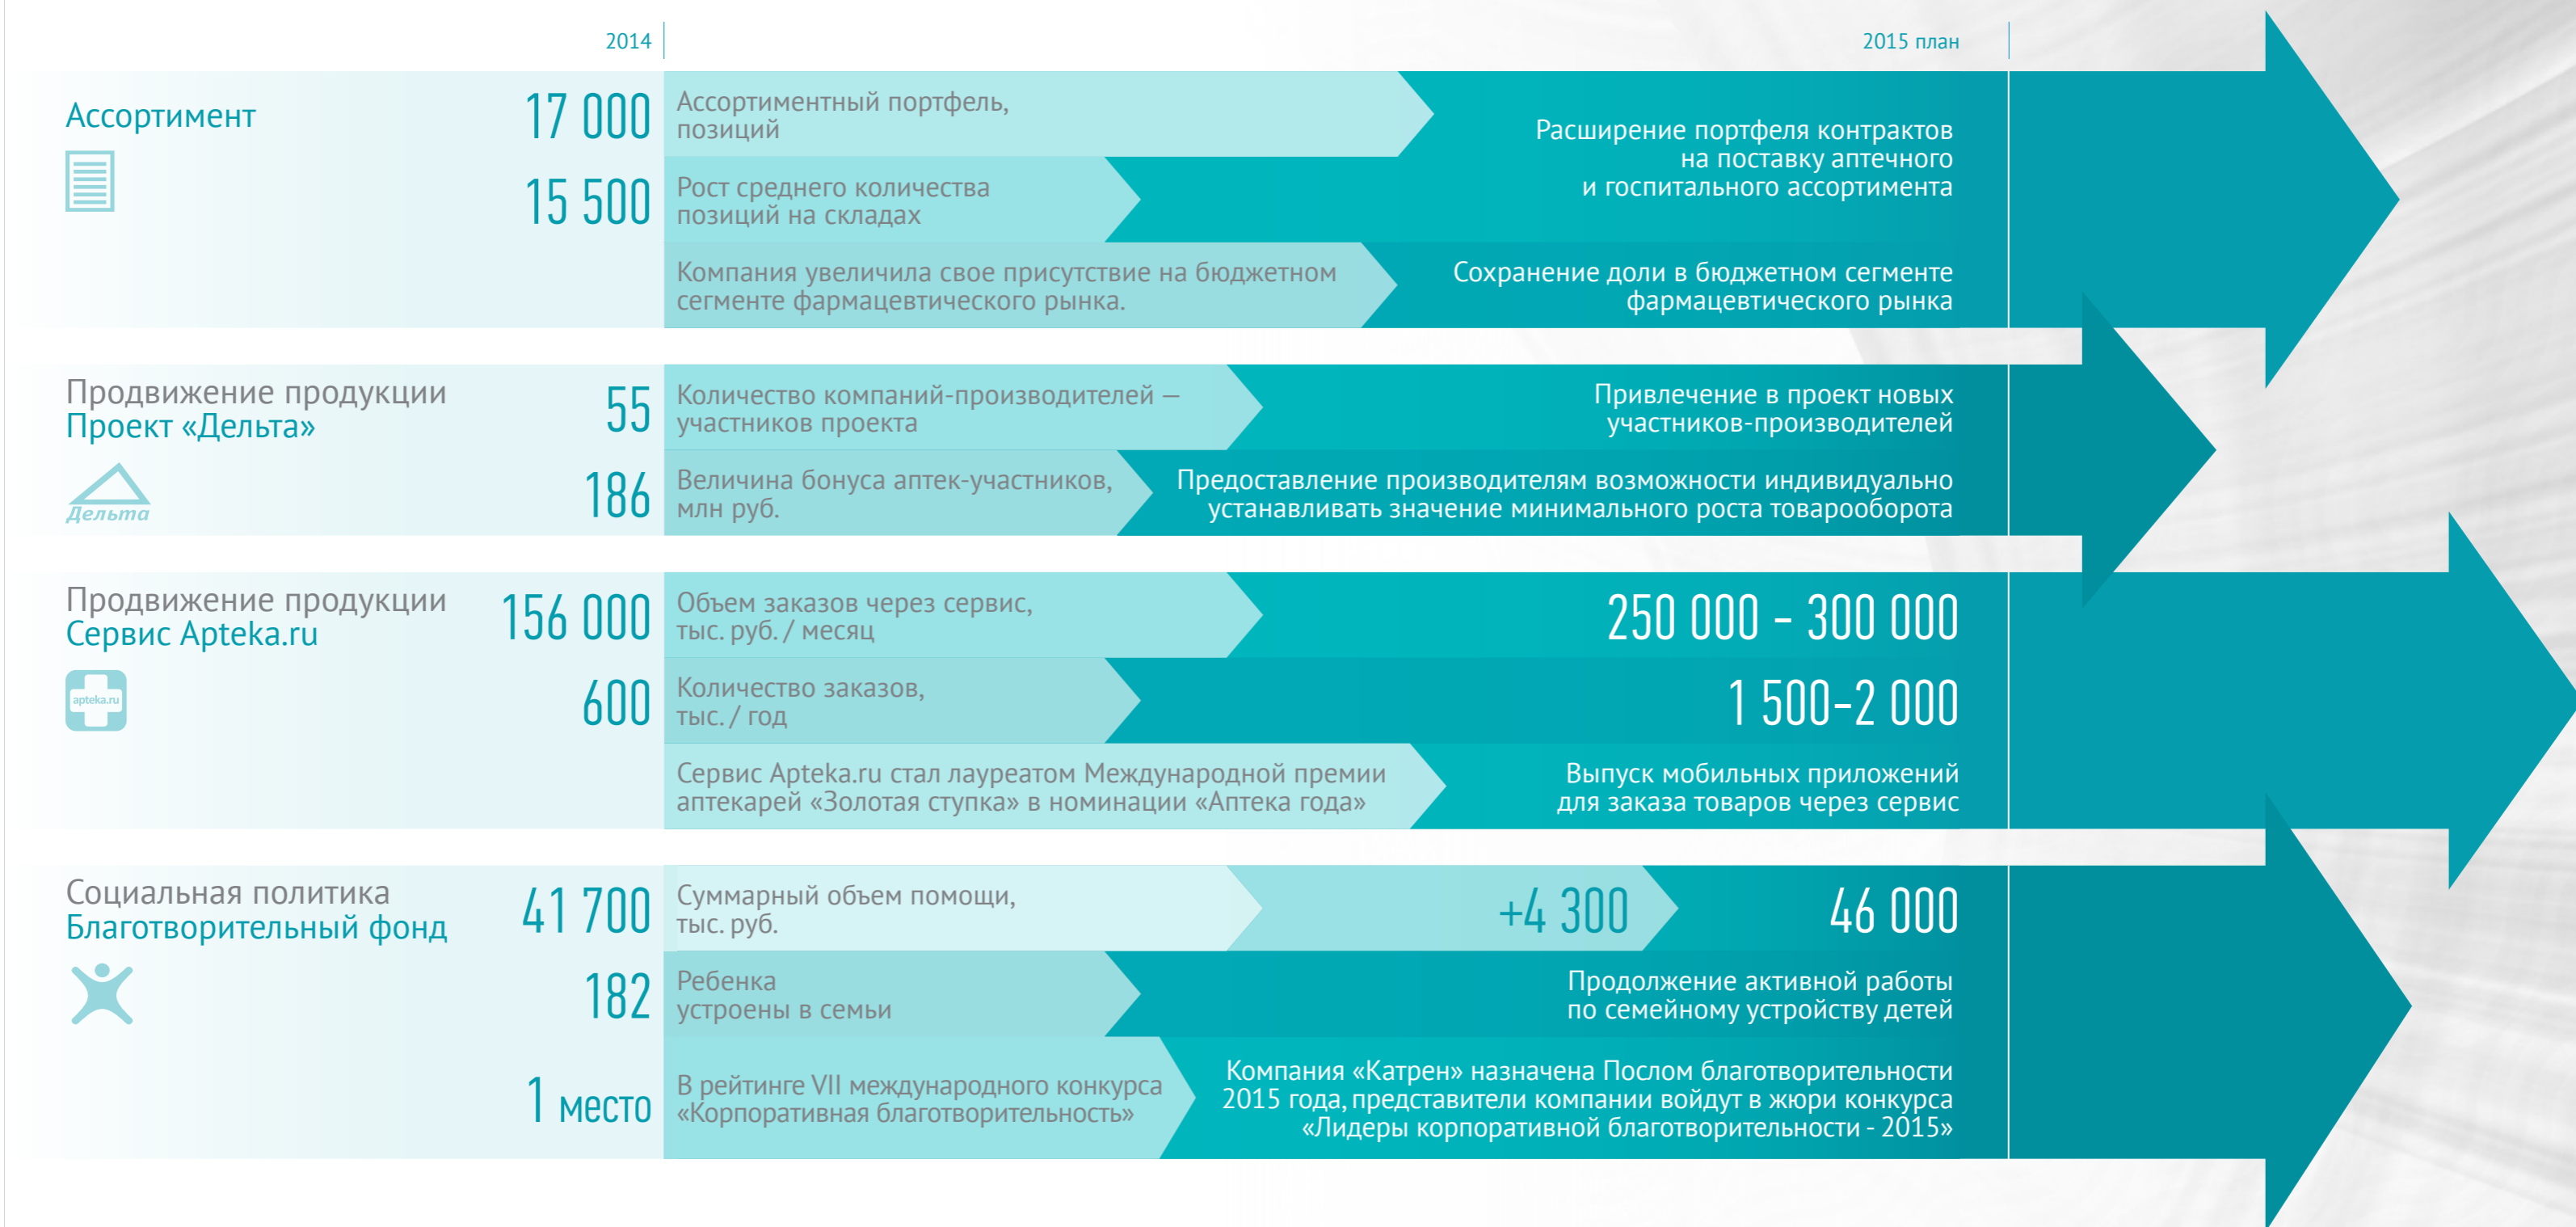 2014
2015 план
Ассортимент
17 000
Ассортиментный портфель,
позиций
15 500
Рост среднего количества
позиций на складах
Расширение портфеля контрактов
на поставку аптечного
и госпитального ассортимента
Компания увеличила свое присутствие на бюджетном
сегменте фармацевтического рынка.
Сохранение доли в бюджетном сегменте
фармацевтического рынка
Продвижение продукции
Проект «Дельта»
Дельта
55
Количество компаний-производителей —
участников проекта
Привлечение в проект новых
участников-производителей
186
Величина бонуса аптек-участников,
млн руб.
Предоставление производителям возможности индивидуально
устанавливать значение минимального роста товарооборота
Продвижение продукции
Сервис Apteka.ru
apteka.ru
156 000
Объем заказов через сервис,
тыс. руб. / месяц
250 000 – 300 000
600
Количество заказов,
тыс. / год
1 500–2 000
Сервис Apteka.ru стал лауреатом Международной премии
аптекарей «Золотая ступка» в номинации «Аптека года»
Выпуск мобильных приложений
для заказа товаров через сервис
Социальная политика
Благотворительный фонд
41 700
Суммарный объем помощи,
тыс. руб.
+4 300
46 000
182
Ребенка
устроены в семьи
Продолжение активной работы
по семейному устройству детей
1 место
В рейтинге VII международного конкурса
«Корпоративная благотворительность»
Компания «Катрен» назначена Послом благотворительности
2015 года, представители компании войдут в жюри конкурса
«Лидеры корпоративной благотворительности - 2015»